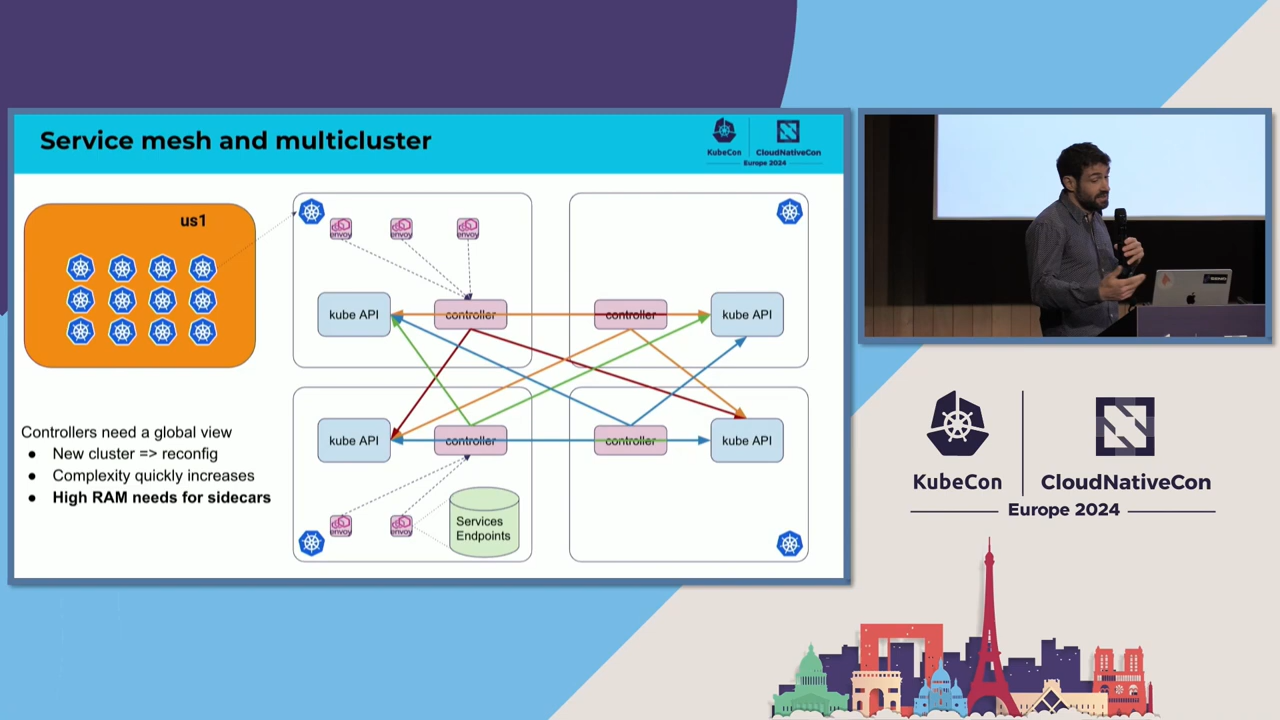 Service mesh and multicluster
KubeCon
CloudNativeCon
Europe 2024
us1
envoy
envoy
envoy
kube API
controller
controller
kube API
kube API
controller
controller
kube API
Controllers need a global view
● New cluster => reconfig
● Complexity quickly increases
● High RAM needs for sidecars
envoy
envoy
Services
Endpoints
KubeCon
CloudNativeCon
Europe 2024